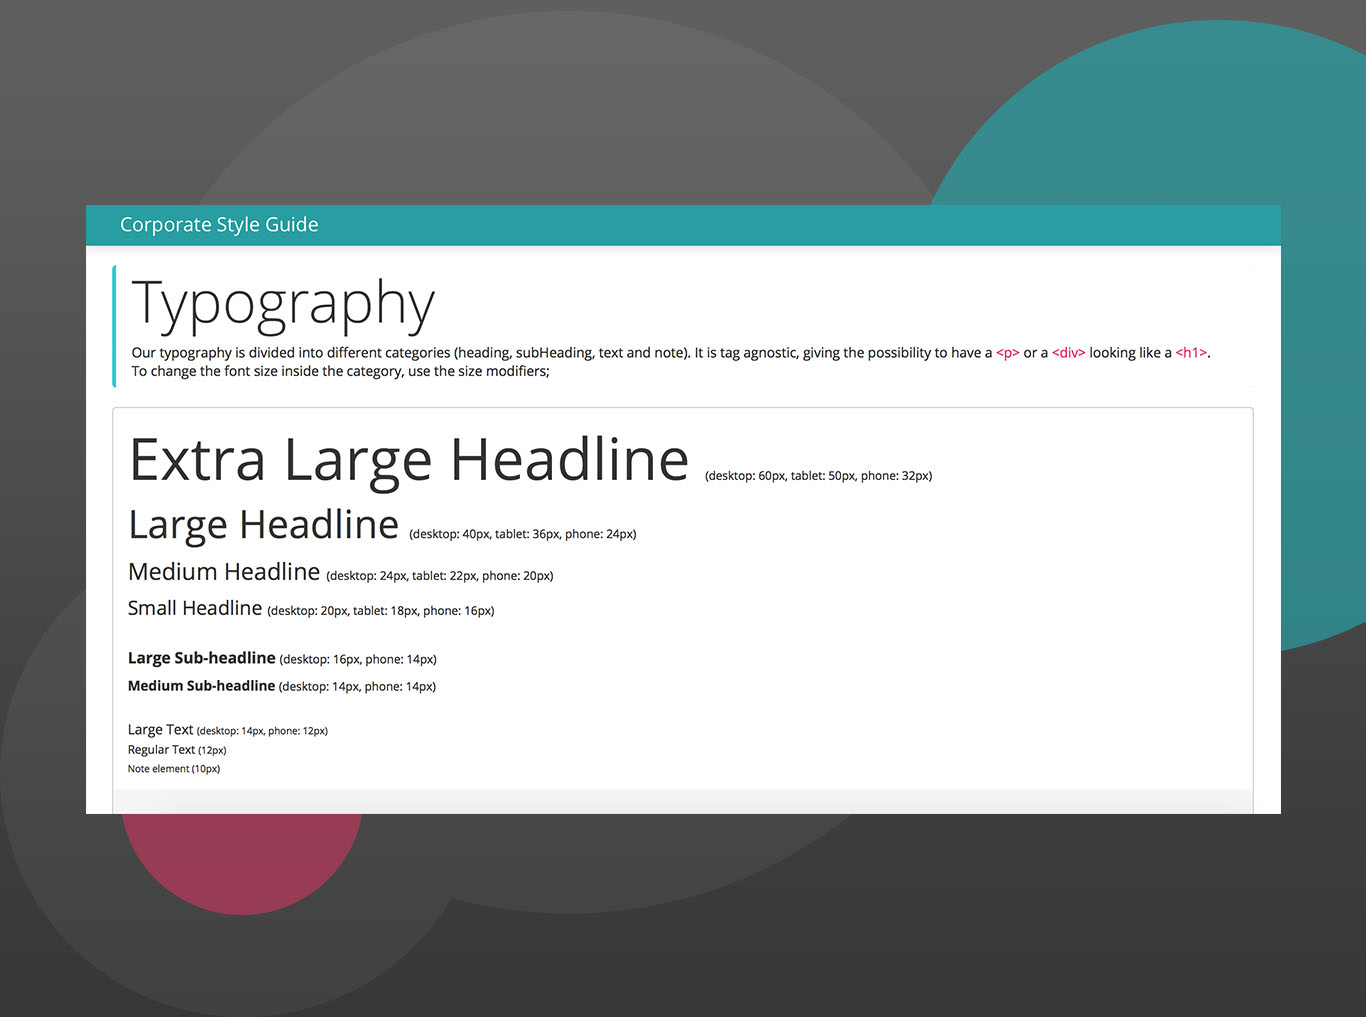 Corporate Style Guide
Typography
Our typography is divided into different categories (heading, subHeading, text and note). It is tag agnostic, giving the possibility to have a <p> or a <div> looking like a <h1>.
To change the font size inside the category, use the size modifiers;
Extra Large Headline (desktop: 60px, tablet: 50px, phone: 32px)
Large Headline (desktop: 40px, tablet: 36px, phone: 24px)
Medium Headline (desktop: 24px, tablet: 22px, phone: 20px)
Small Headline (desktop: 20px, tablet: 18px, phone: 16px)
Large Sub-headline (desktop: 16px, phone: 14px)
Medium Sub-headline (desktop: 14px, phone: 14px)
Large Text (desktop: 14px, phone: 12px)
Regular Text (12px)
Note element (10px)